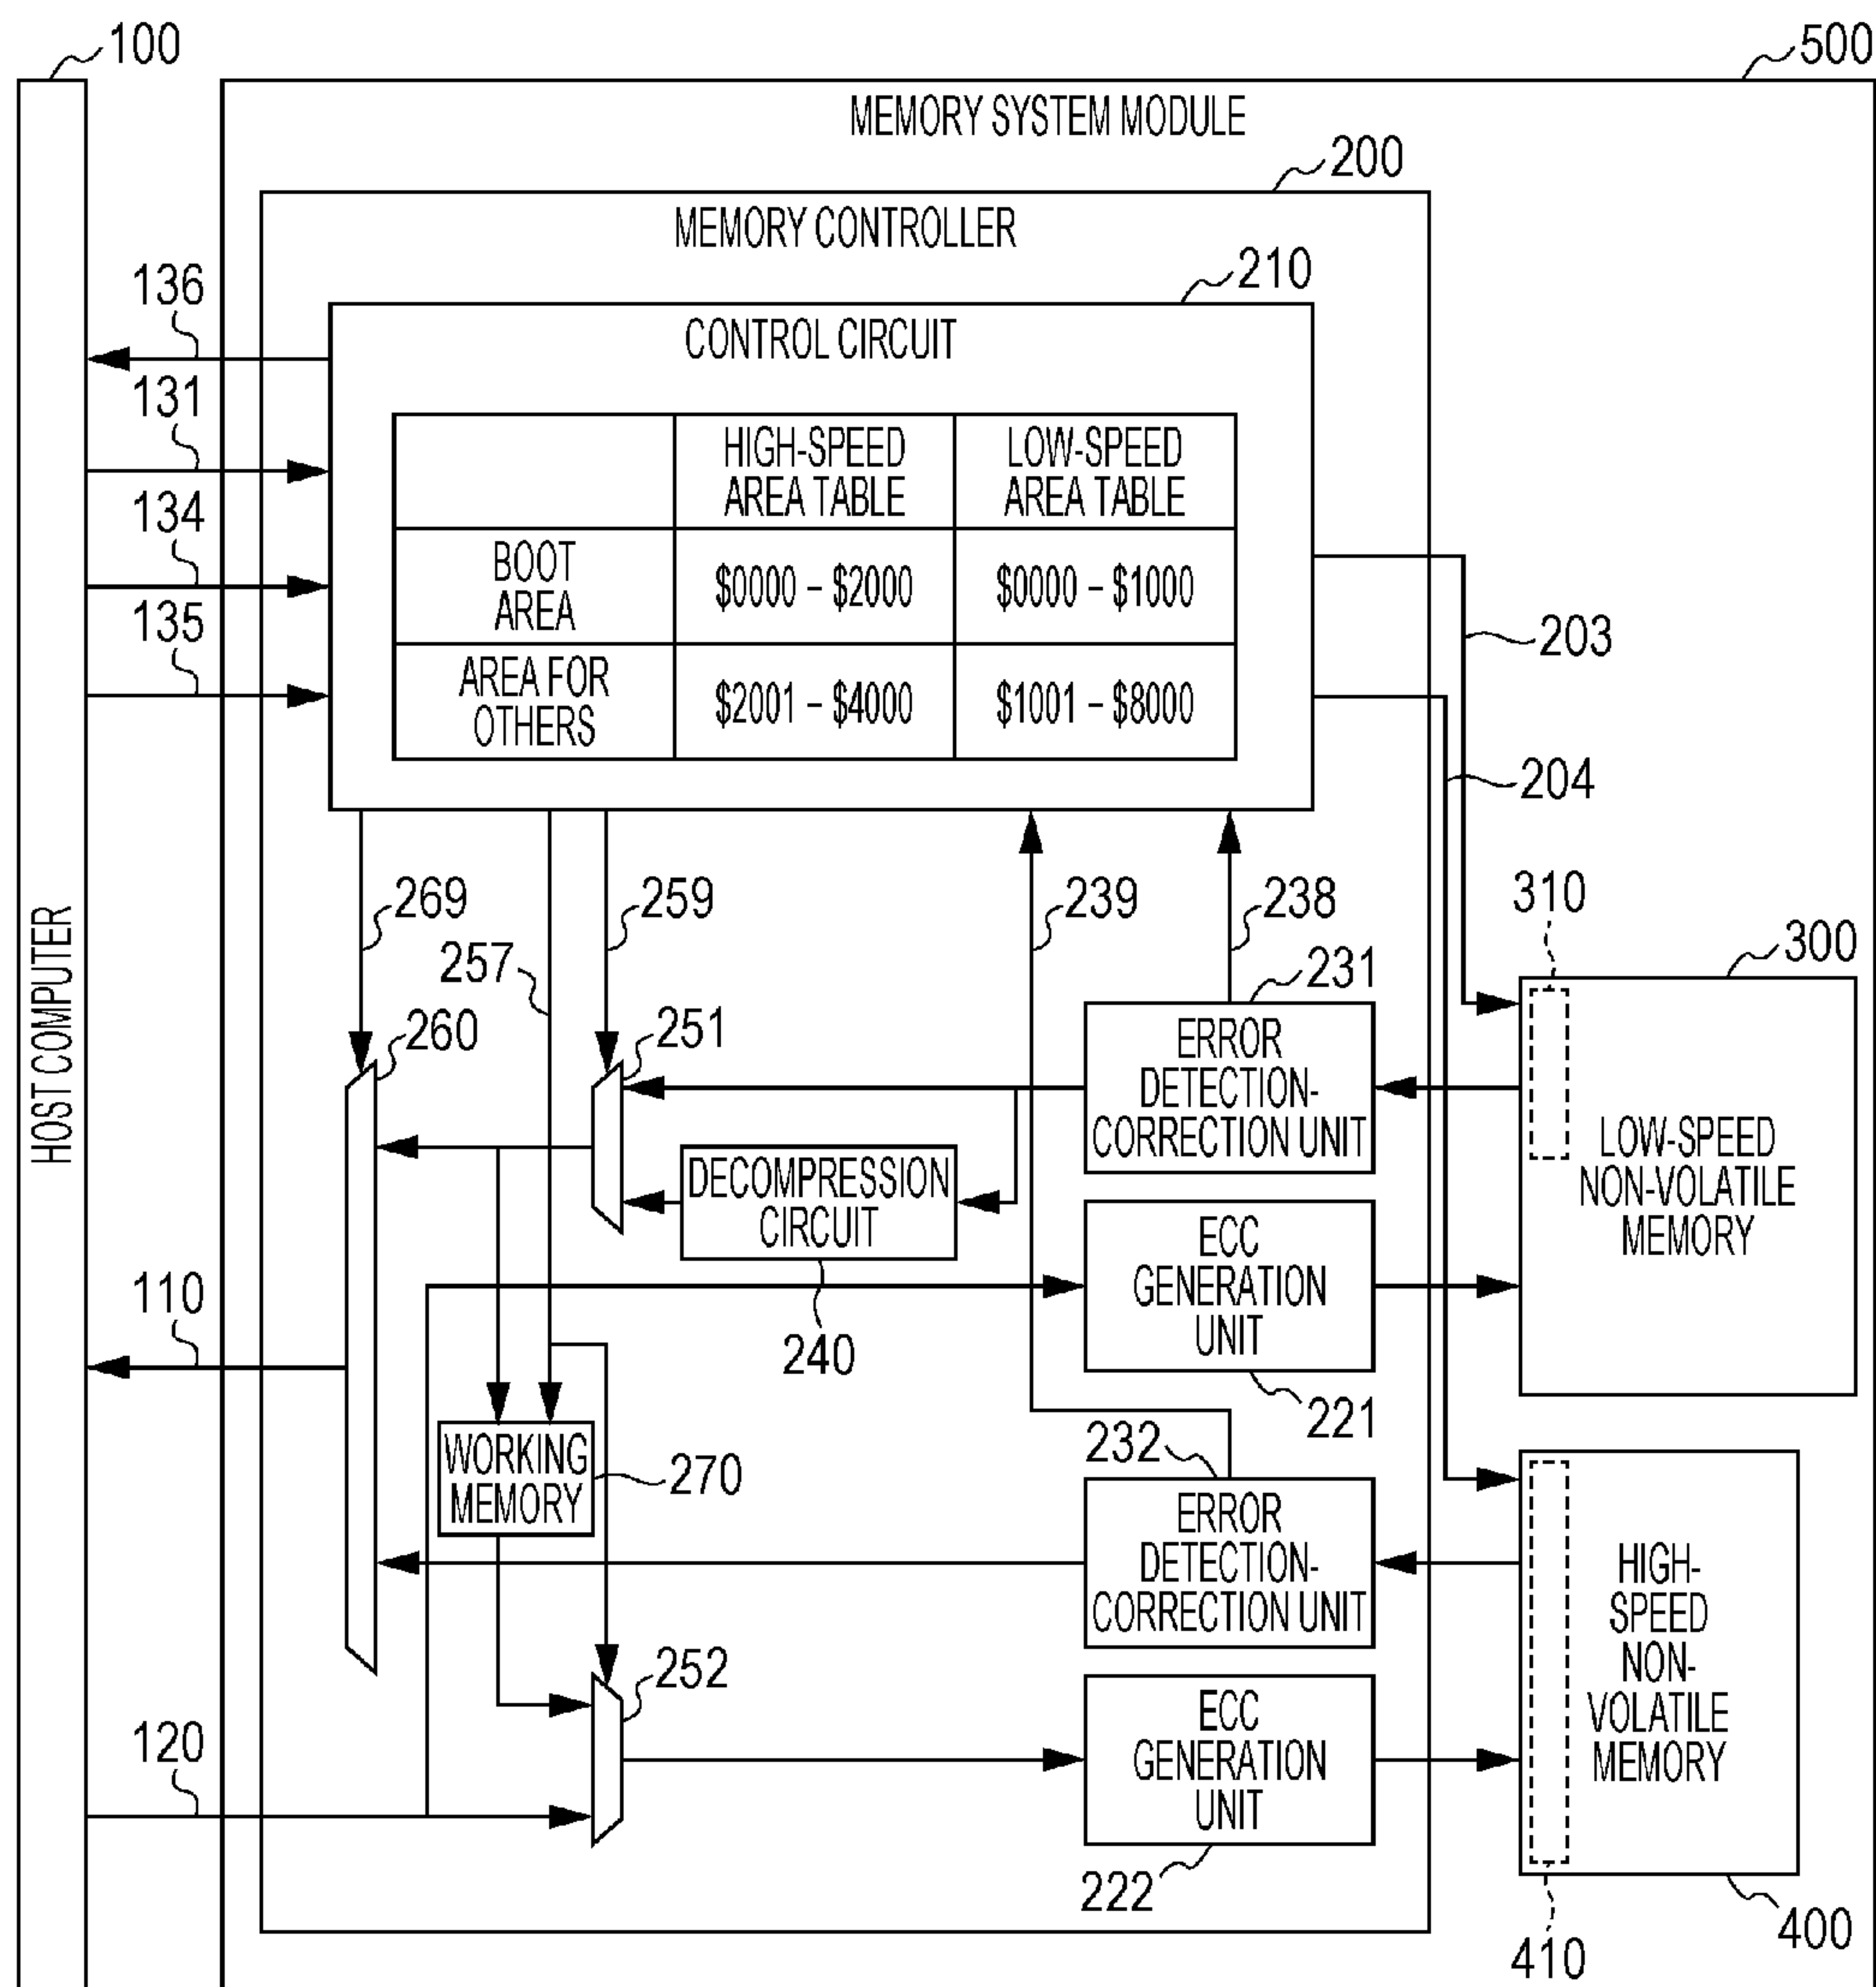 100
500
MEMORY SYSTEM MODULE
200
MEMORY CONTROLLER
210
CONTROL CIRCUIT
136
131
134
135
HIGH-SPEED
AREA TABLE
LOW-SPEED
AREA TABLE
BOOT
AREA
$0000 – $2000
$0000 – $1000
AREA FOR
OTHERS
$2001 – $4000
$1001 – $8000
203
204
HOST COMPUTER
269
257
259
239
238
310
300
260
251
231
ERROR
DETECTION-
CORRECTION UNIT
LOW-SPEED
NON-VOLATILE
MEMORY
DECOMPRESSION
CIRCUIT
240
ECC
GENERATION
UNIT
221
110
WORKING
MEMORY
270
232
ERROR
DETECTION-
CORRECTION UNIT
HIGH-
SPEED
NON-
VOLATILE
MEMORY
252
120
ECC
GENERATION
UNIT
222
410
400